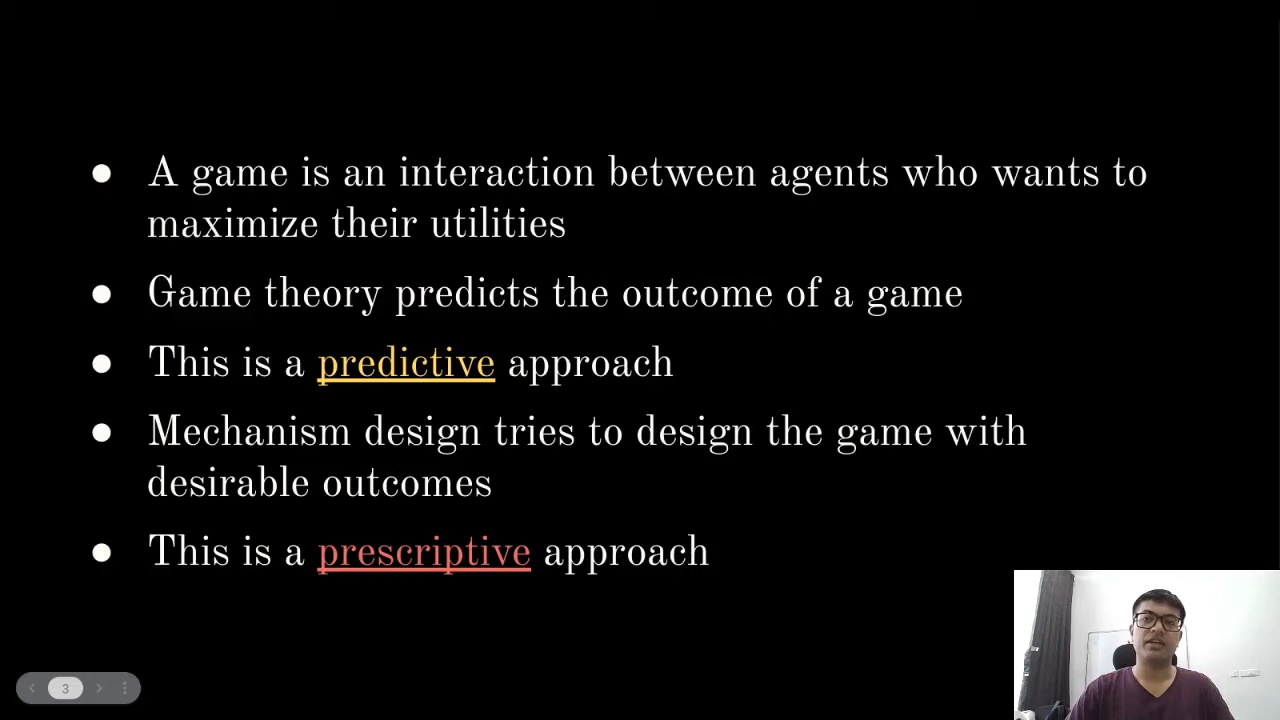 A game is an interaction between agents who wants to
maximize their utilities
Game theory predicts the outcome of a game
This is a predictive approach
Mechanism design tries to design the game with
desirable outcomes
This is a prescriptive approach
3